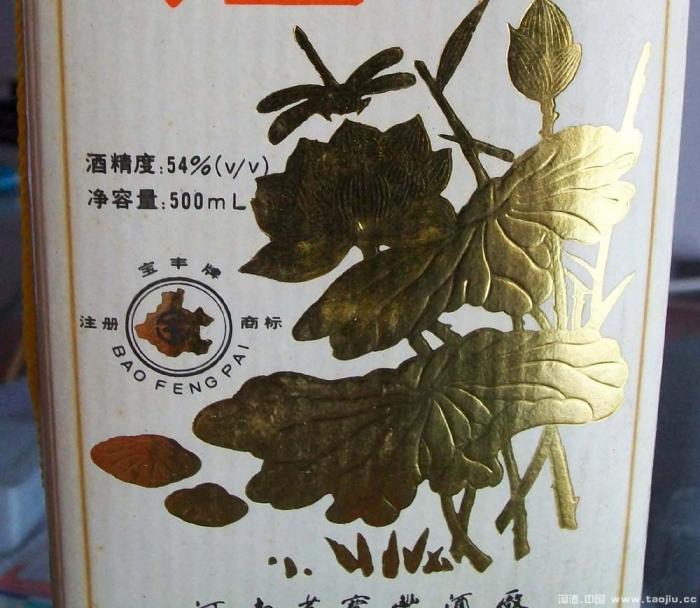 酒精度:54%(v/v)
净容量:500mL
宝丰牌
注册 商标
BAO FENG PAI
淘酒.中国 www.taojiu.cc